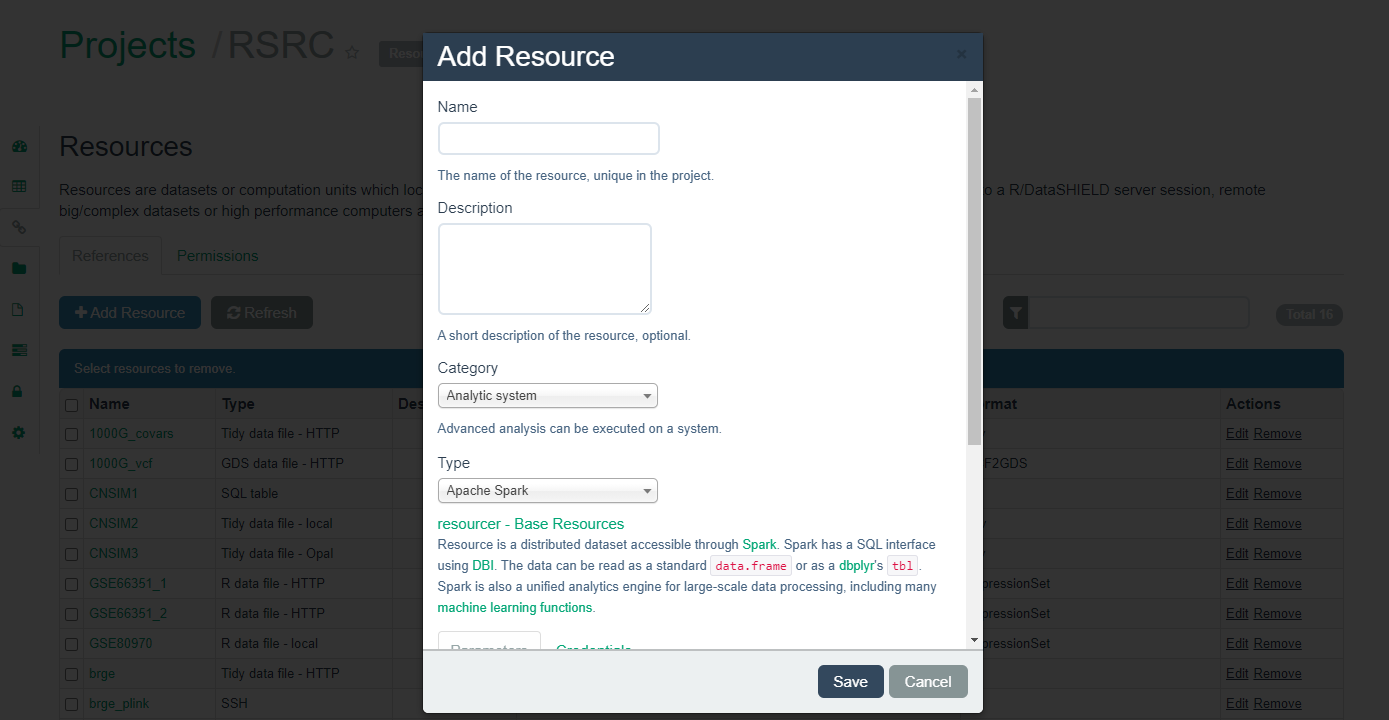 Projects / RSRC
Add Resource
×
Name
The name of the resource, unique in the project.
Description
A short description of the resource, optional.
Category
Analytic system
Advanced analysis can be executed on a system.
Type
Apache Spark
resourcer - Base Resources
Resource is a distributed dataset accessible through Spark. Spark has a SQL interface
using DBI. The data can be read as a standard data.frame or as a dbplyr's tbl.
Spark is also a unified analytics engine for large-scale data processing, including many
machine learning functions.
Parameters Credentials
Save Cancel
Resources
Resources are datasets or computation units which
o a R/DataSHIELD server session, remote
big/complex datasets or high performance computers
References Permissions
Add Resource Refresh
Total 16
Select resources to remove.
Name Type Actions
1000G_covars Tidy data file - HTTP Edit Remove
1000G_vcf GDS data file - HTTP F2GDS Edit Remove
CNSIM1 SQL table Edit Remove
CNSIM2 Tidy data file - local Edit Remove
CNSIM3 Tidy data file - Opal Edit Remove
GSE66351_1 R data file - HTTP pressionSet Edit Remove
GSE66351_2 R data file - HTTP pressionSet Edit Remove
GSE80970 R data file - local pressionSet Edit Remove
brge Tidy data file - HTTP Edit Remove
brge_plink SSH Edit Remove